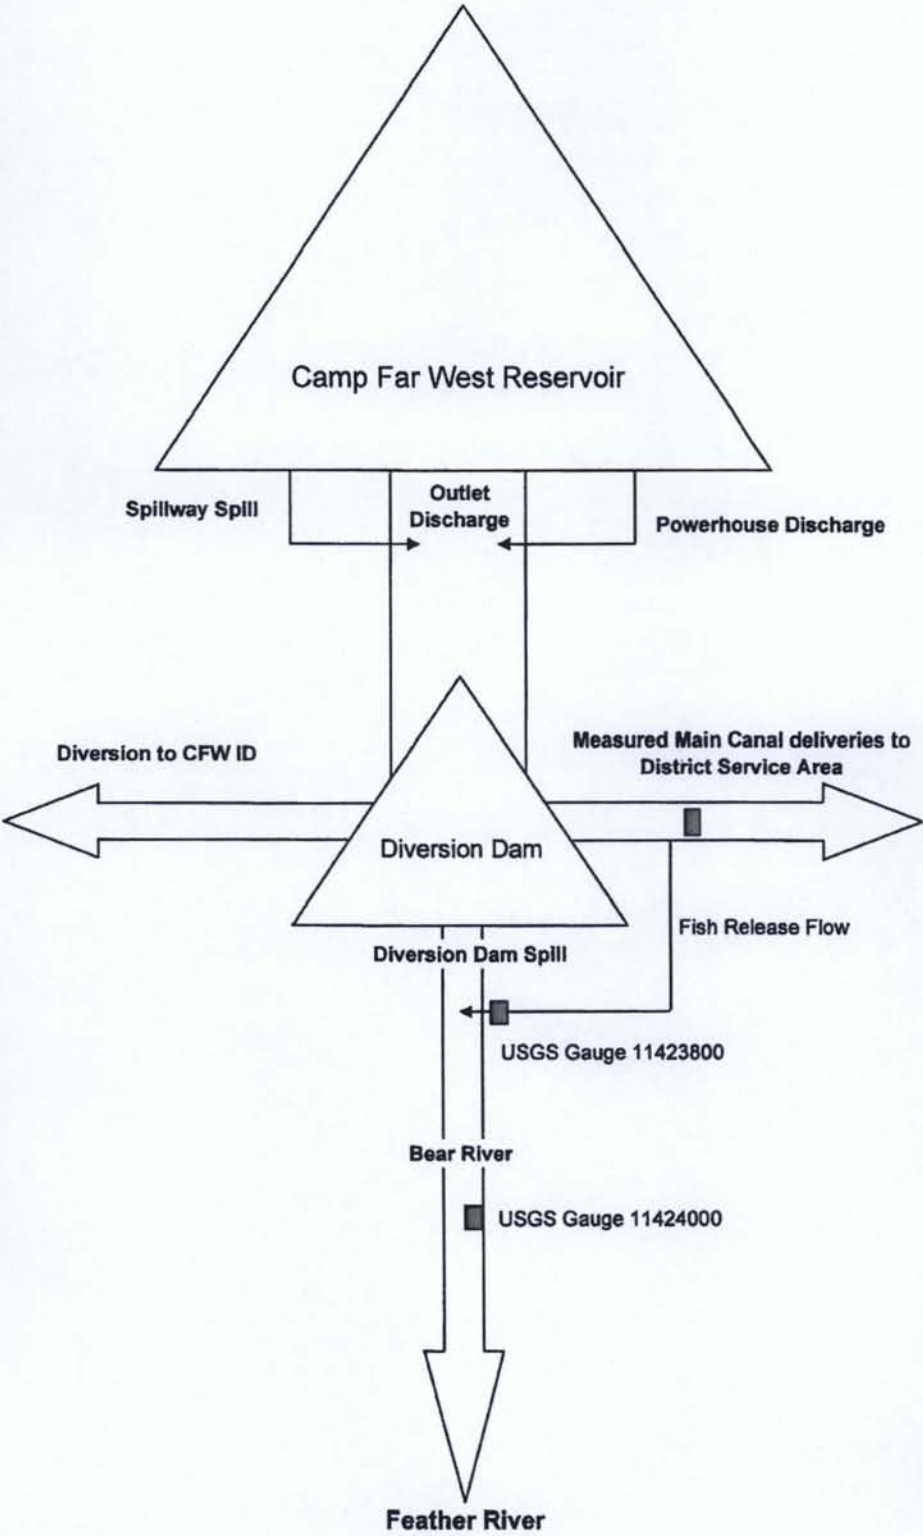 Camp Far West Reservoir
Spillway Spill
Outlet
Discharge
Powerhouse Discharge
Diversion to CFW ID
Measured Main Canal deliveries to
District Service Area
Diversion Dam
Fish Release Flow
Diversion Dam Spill
USGS Gauge 11423800
Bear River
USGS Gauge 11424000
Feather River